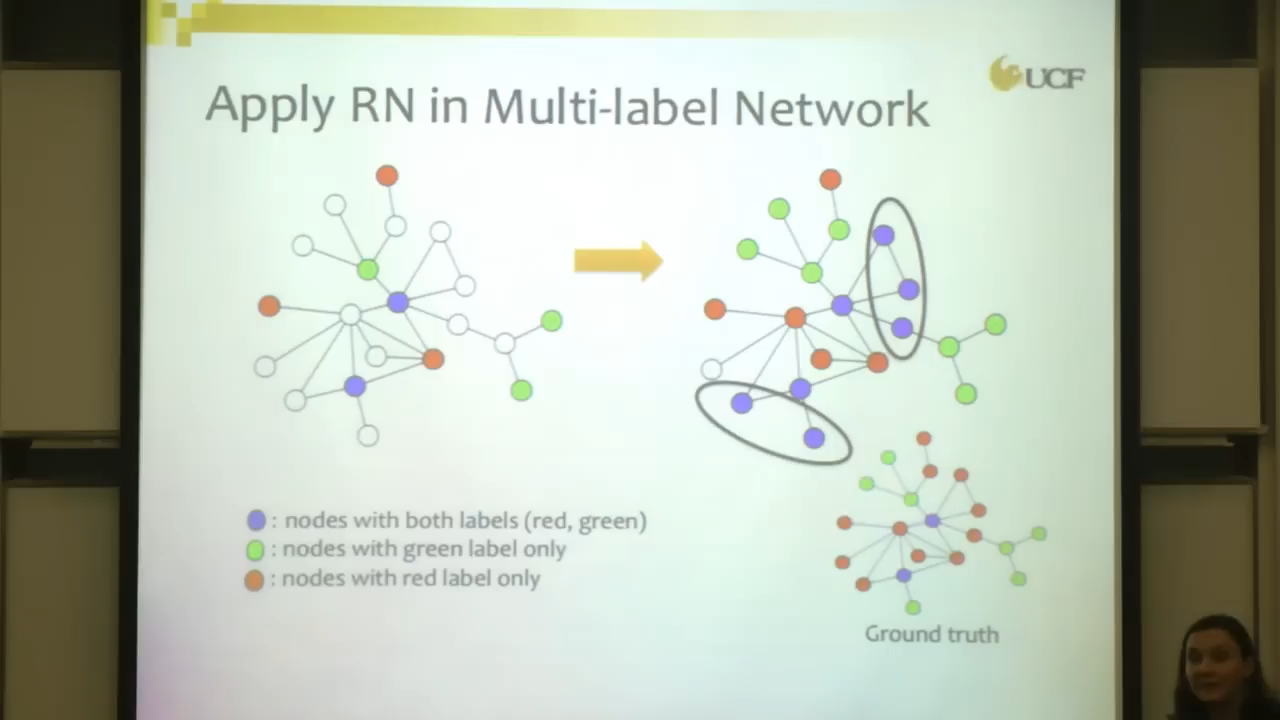 UCF
Apply RN in Multi-label Network
: nodes with both labels (red, green)
: nodes with green label only
: nodes with red label only
Ground truth